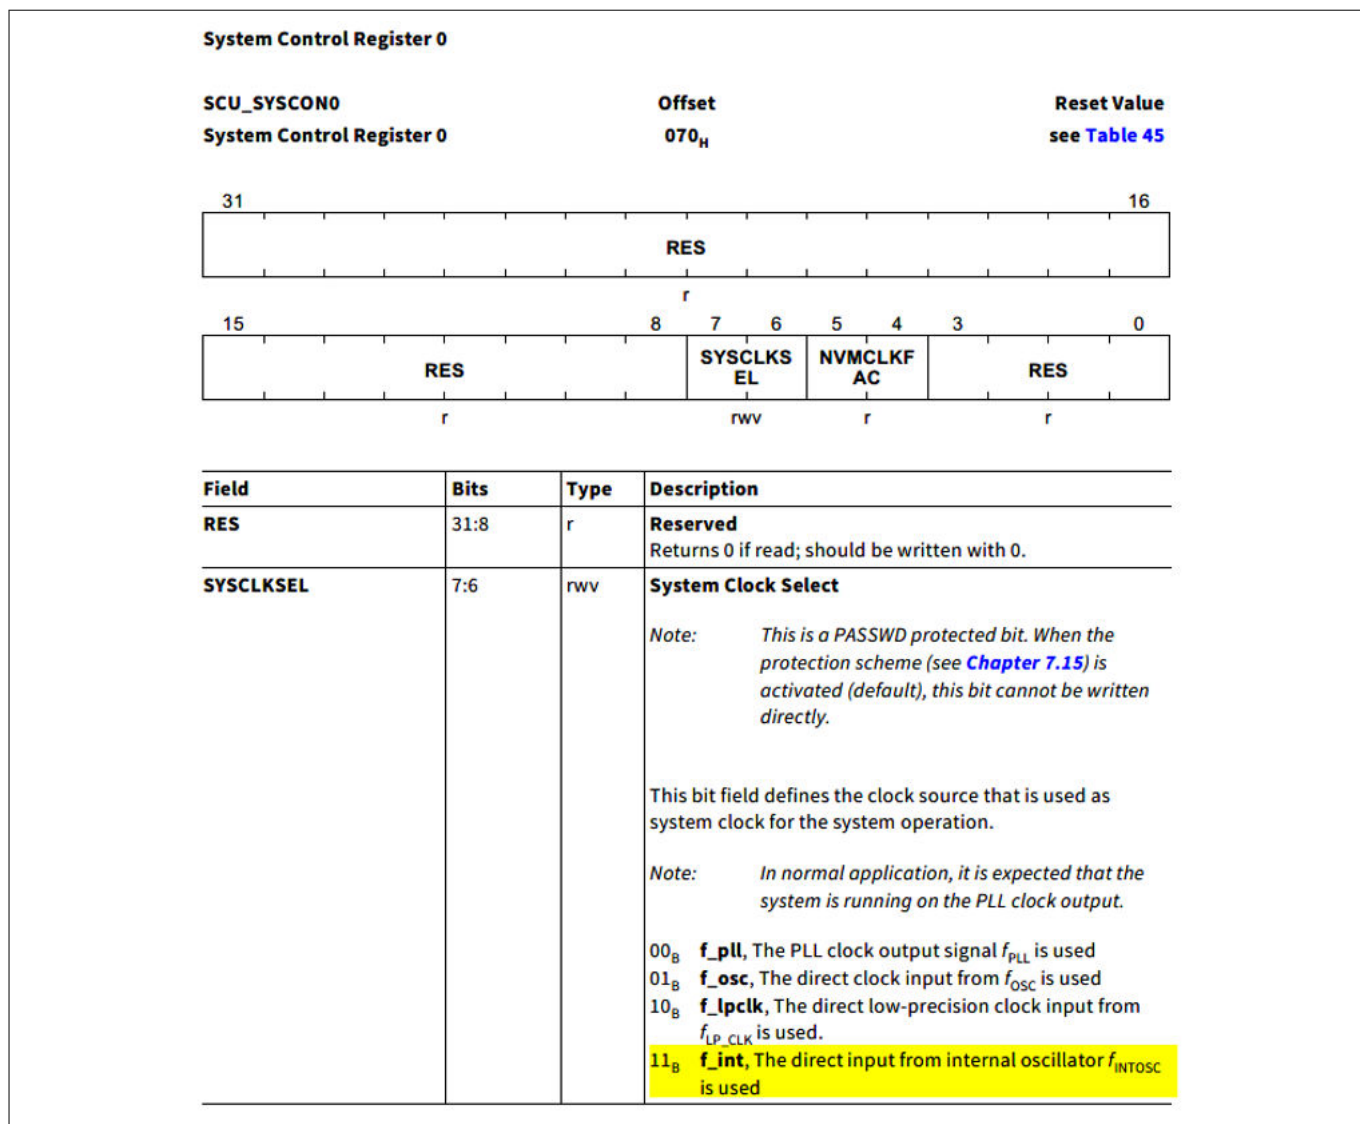 System Control Register 0
SCU_SYSCON0 Offset Reset Value
System Control Register 0 070H see Table 45
31 16
RES
r
15 8 7 6 5 4 3 0
RES SYSCLKS EL NVMCLKF AC RES
r rwv r r
Field Bits Type Description
RES 31:8 r Reserved
Returns 0 if read; should be written with 0.
SYSCLKSEL 7:6 rwv System Clock Select
Note: This is a PASSWD protected bit. When the
protection scheme (see Chapter 7.15) is
activated (default), this bit cannot be written
directly.
This bit field defines the clock source that is used as
system clock for the system operation.
Note: In normal application, it is expected that the
system is running on the PLL clock output.
00B f_pll, The PLL clock output signal fPLL is used
01B f_osc, The direct clock input from fOSC is used
10B f_lpclk, The direct low-precision clock input from
fLP_CLK is used.
11B f_int, The direct input from internal oscillator fINTOSC
is used